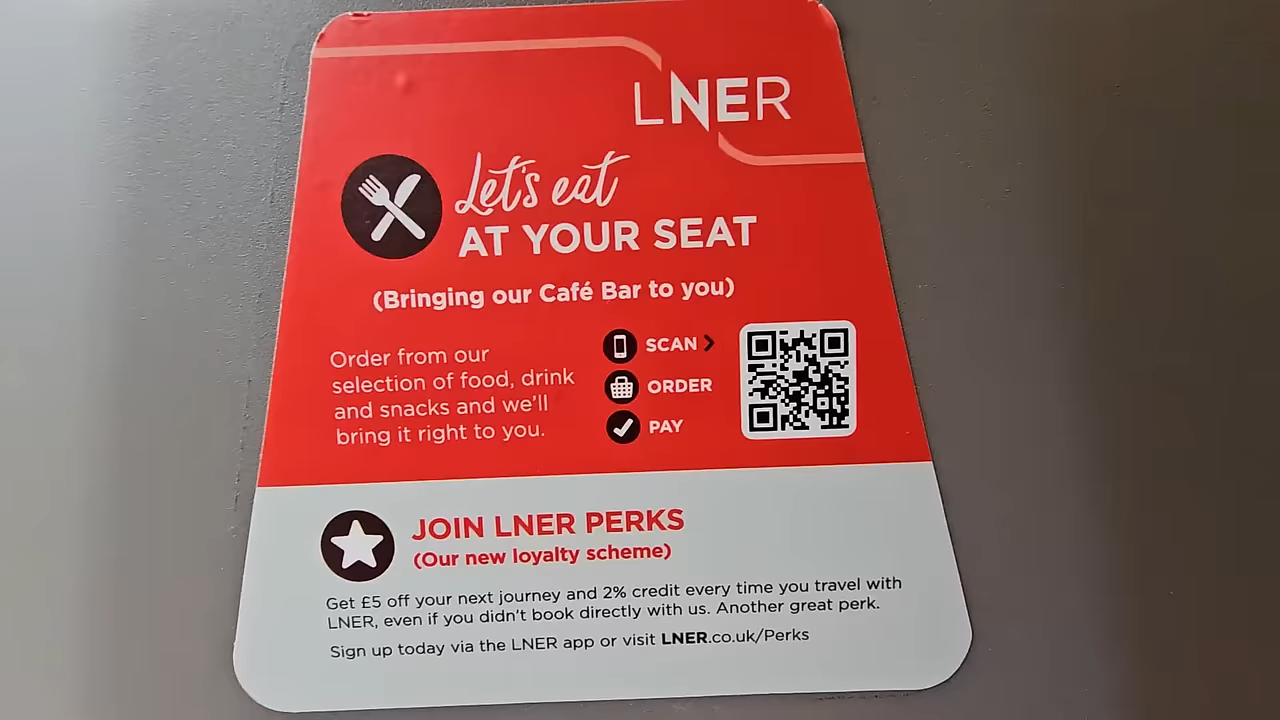 LNER
Let's eat
AT YOUR SEAT
(Bringing our Café Bar to you)
Order from our
selection of food, drink
and snacks and we'll
bring it right to you.
SCAN >
ORDER
PAY
JOIN LNER PERKS
(Our new loyalty scheme)
Get £5 off your next journey and 2% credit every time you travel with
LNER, even if you didn't book directly with us. Another great perk.
Sign up today via the LNER app or visit LNER.co.uk/Perks